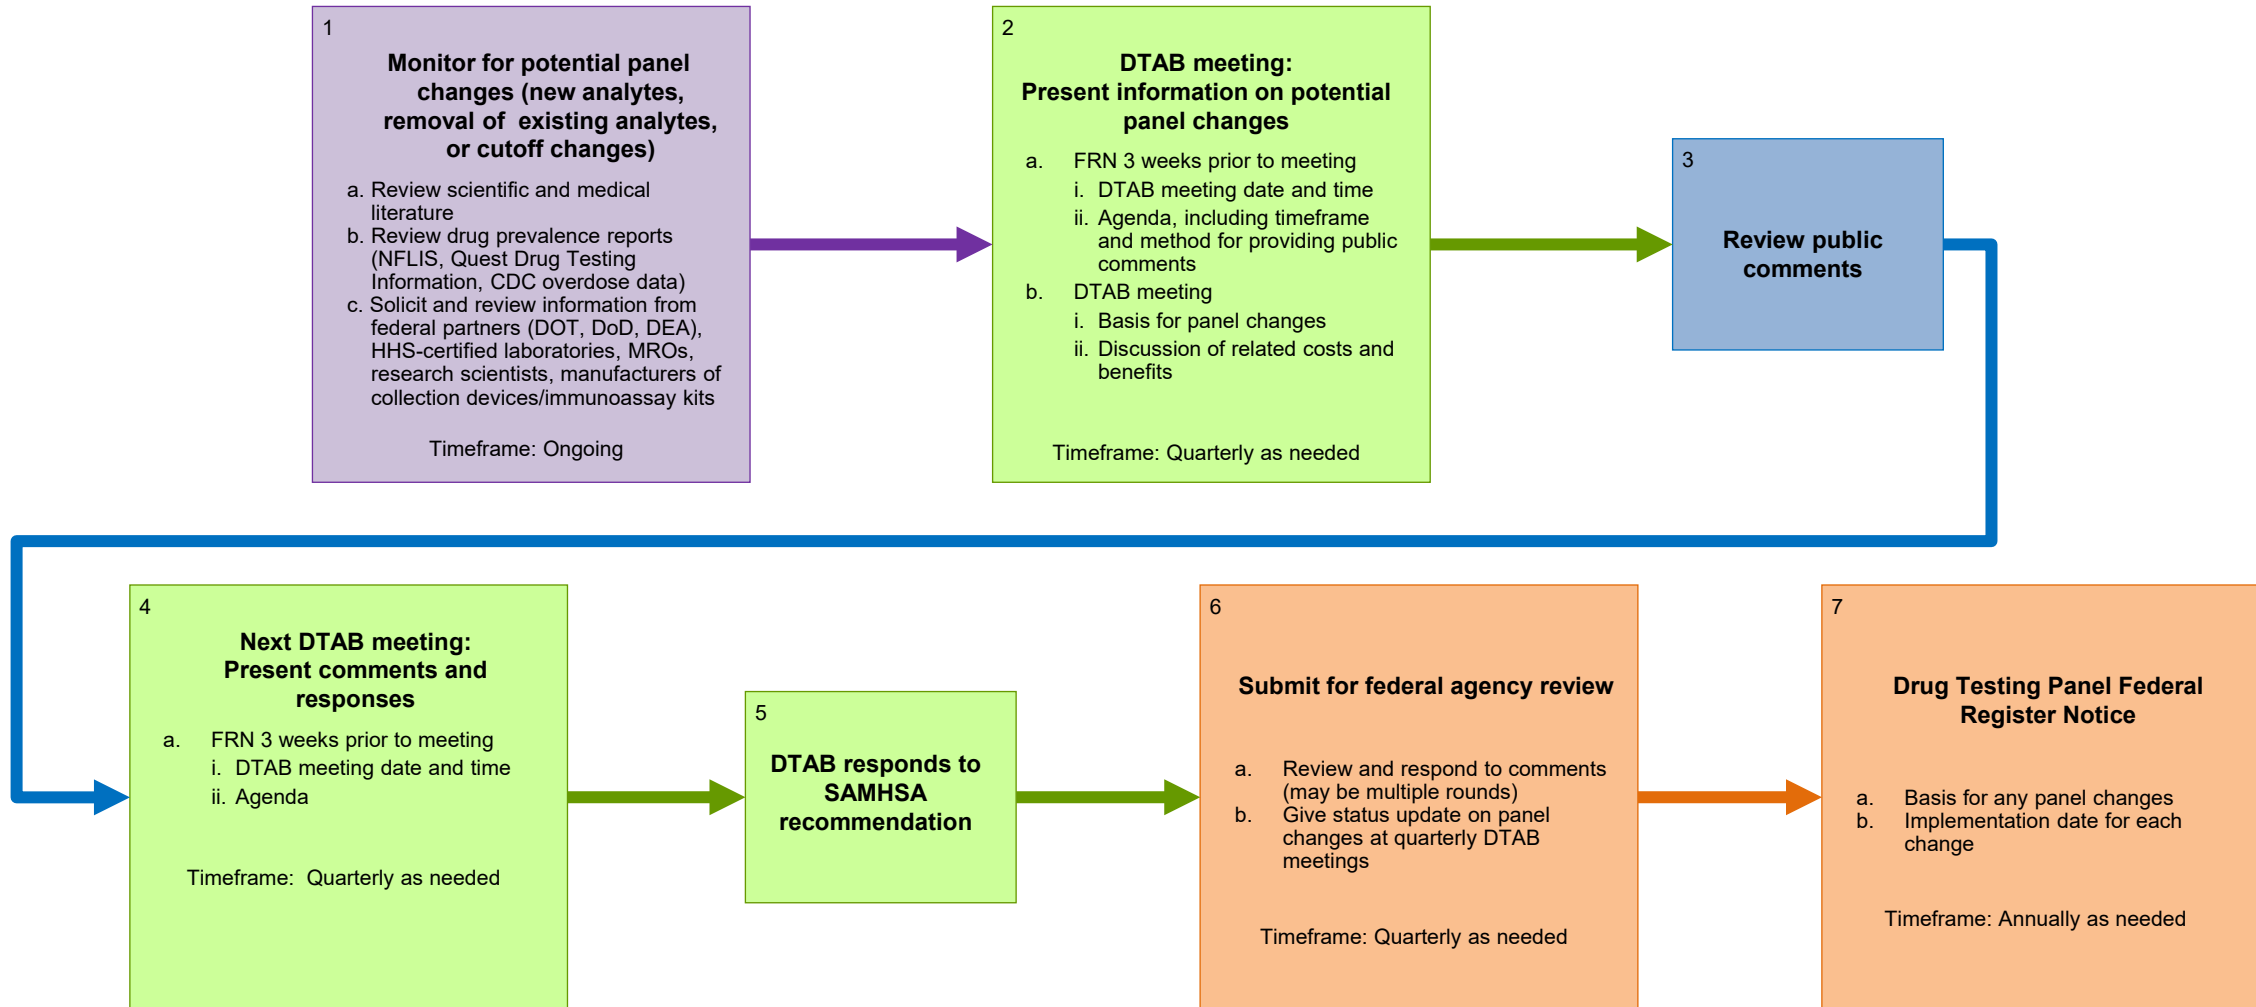 1
Monitor for potential panel
changes (new analytes,
removal of existing analytes,
or cutoff changes)
a. Review scientific and medical
literature
b. Review drug prevalence reports
(NFLIS, Quest Drug Testing
Information, CDC overdose data)
c. Solicit and review information from
federal partners (DOT, DoD, DEA),
HHS-certified laboratories, MROs,
research scientists, manufacturers of
collection devices/immunoassay kits
Timeframe: Ongoing
2
DTAB meeting:
Present information on potential
panel changes
a. FRN 3 weeks prior to meeting
i. DTAB meeting date and time
ii. Agenda, including timeframe
and method for providing public
comments
b. DTAB meeting
i. Basis for panel changes
ii. Discussion of related costs and
benefits
Timeframe: Quarterly as needed
3
Review public
comments
4
Next DTAB meeting:
Present comments and
responses
a. FRN 3 weeks prior to meeting
i. DTAB meeting date and time
ii. Agenda
Timeframe: Quarterly as needed
5
DTAB responds to
SAMHSA
recommendation
6
Submit for federal agency review
a. Review and respond to comments
(may be multiple rounds)
b. Give status update on panel
changes at quarterly DTAB
meetings
Timeframe: Quarterly as needed
7
Drug Testing Panel Federal
Register Notice
a. Basis for any panel changes
b. Implementation date for each
change
Timeframe: Annually as needed